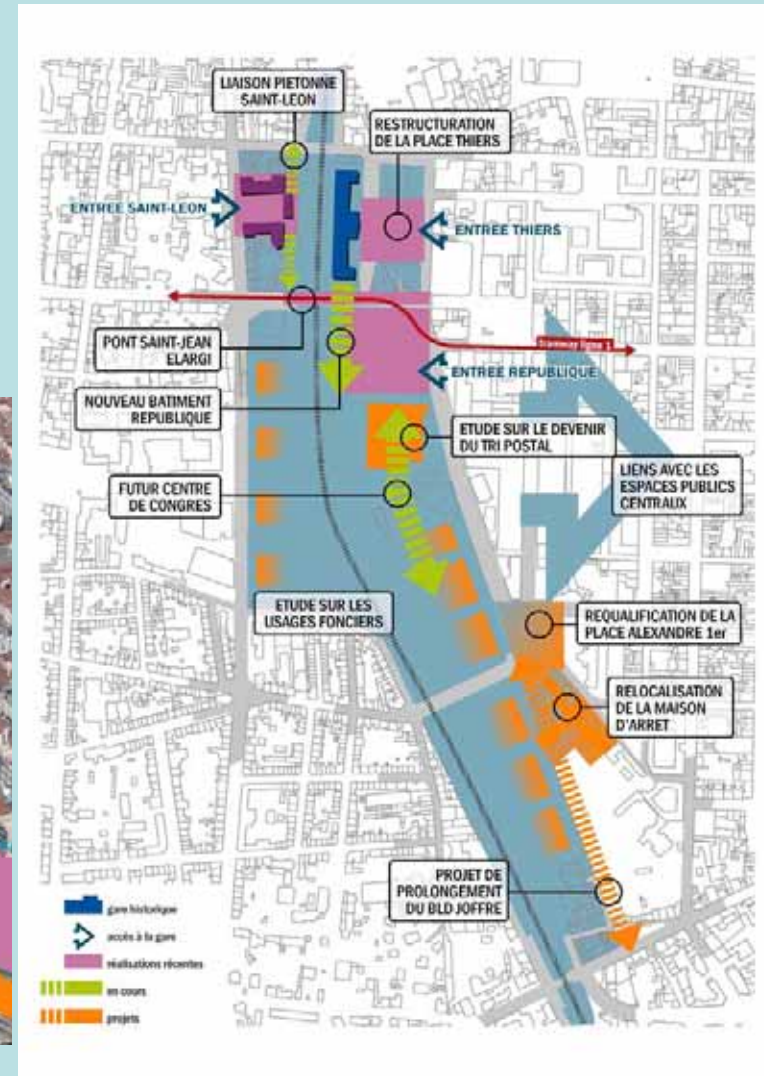 LIAISON PIETONNE
SAINT-LEON
RESTRUCTURATION
DE LA PLACE THIERS
ENTREE SAINT-LEON
ENTREE THIERS
PONT SAINT-JEAN
ELARGI
tramway ligne 1
ENTREE REPUBLIQUE
NOUVEAU BATIMENT
REPUBLIQUE
ETUDE SUR LE DEVENIR
DU TRI POSTAL
LIENS AVEC LES
ESPACES PUBLICS
CENTRAUX
FUTUR CENTRE
DE CONGRES
ETUDE SUR LES
USAGES FONCIERS
REQUALIFICATION DE LA
PLACE ALEXANDRE 1er
RELOCALISATION
DE LA MAISON
D'ARRET
PROJET DE
PROLONGEMENT
DU BLD JOFFRE
gare historique
accès à la gare
réalisations récentes
en cours
projets